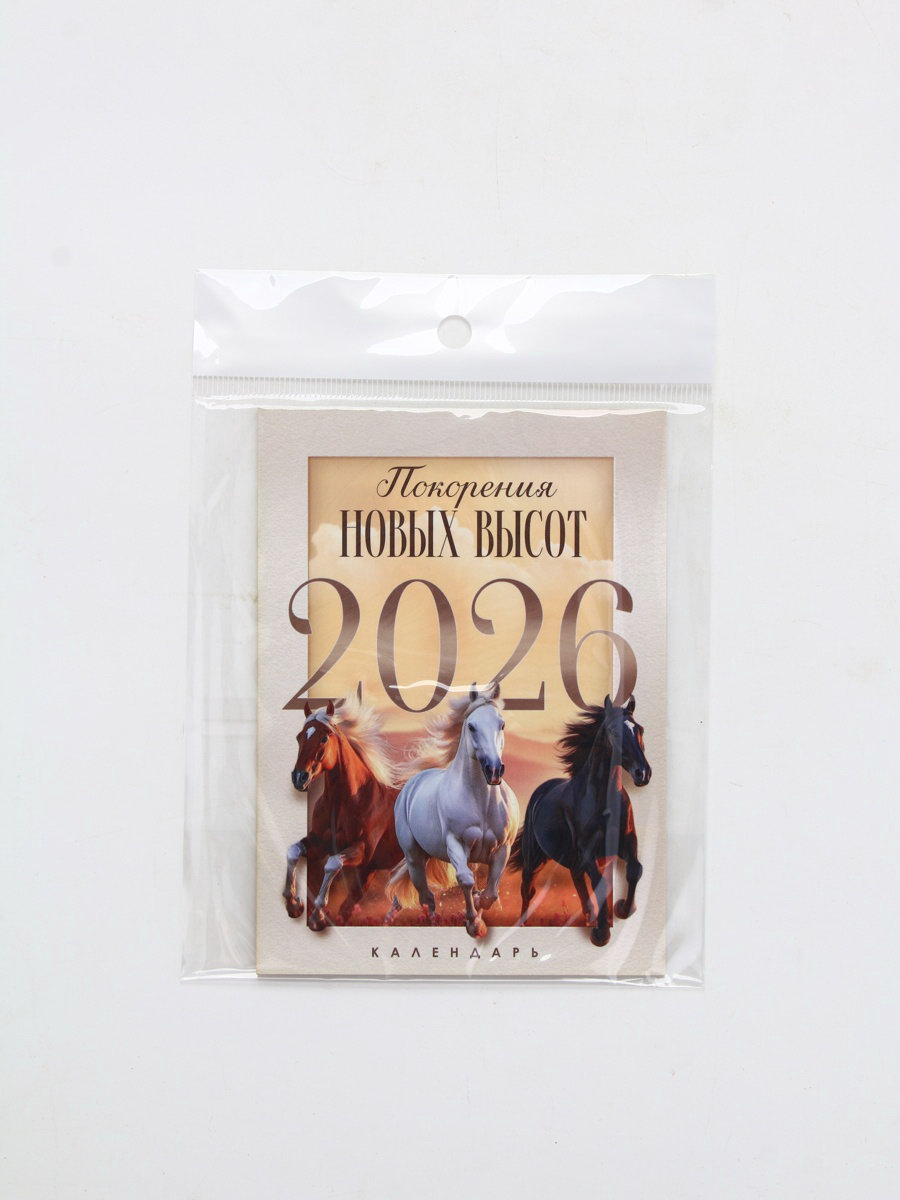 Покорения
НОВЫХ ВЫСОТ
2026
КАЛЕНДАРЬ